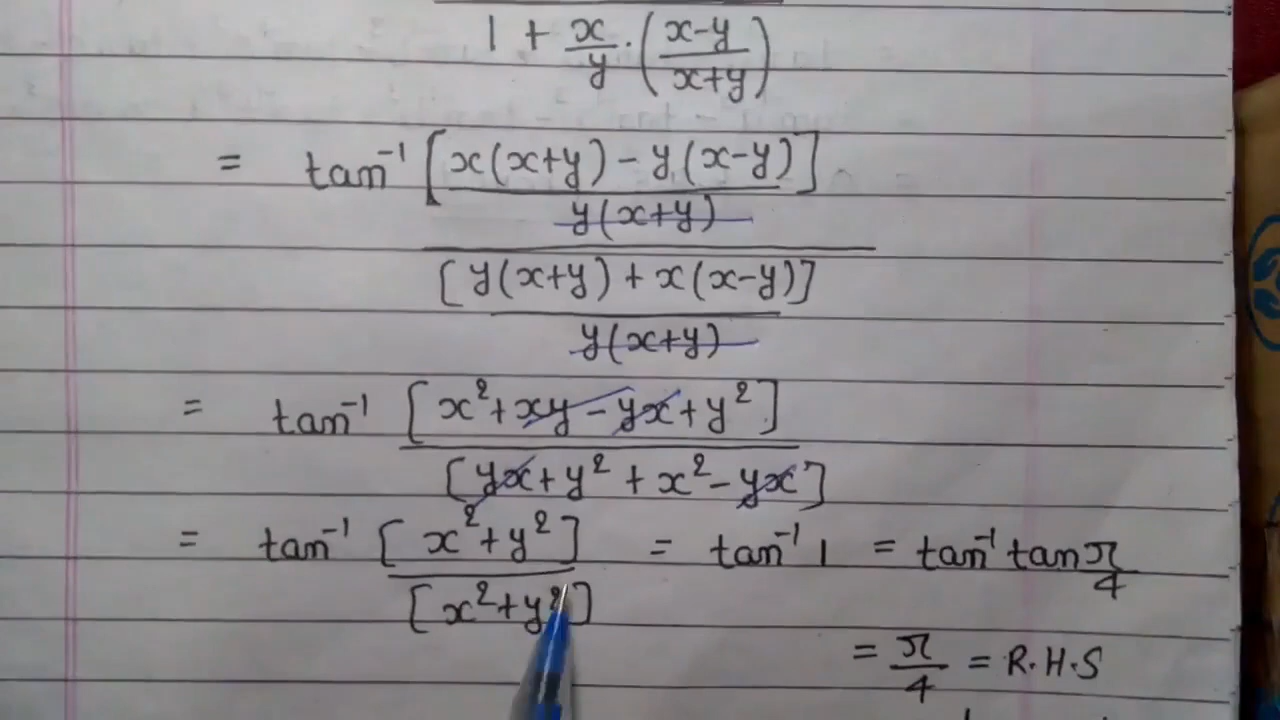 1 + x/y . ( x-y / x+y )
= tan⁻¹ [ x(x+y) - y(x-y) ]
y(x+y)
[ y(x+y) + x(x-y) ]
y(x+y)
= tan⁻¹ [ x² + xy - yx + y² ]
[ yx + y² + x² - yx ]
= tan⁻¹ [ x² + y² ] = tan⁻¹ 1 = tan⁻¹ tan π/4
[ x² + y² ]
= π/4 = R.H.S